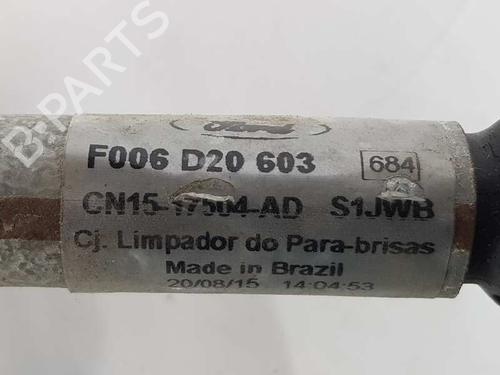 Ford
F006 D20 603 684
CN15-17504-AD S1JWB
Cj. Limpador do Para-brisas
Made in Brazil
20/08/15 14:04:53
B-PARTS